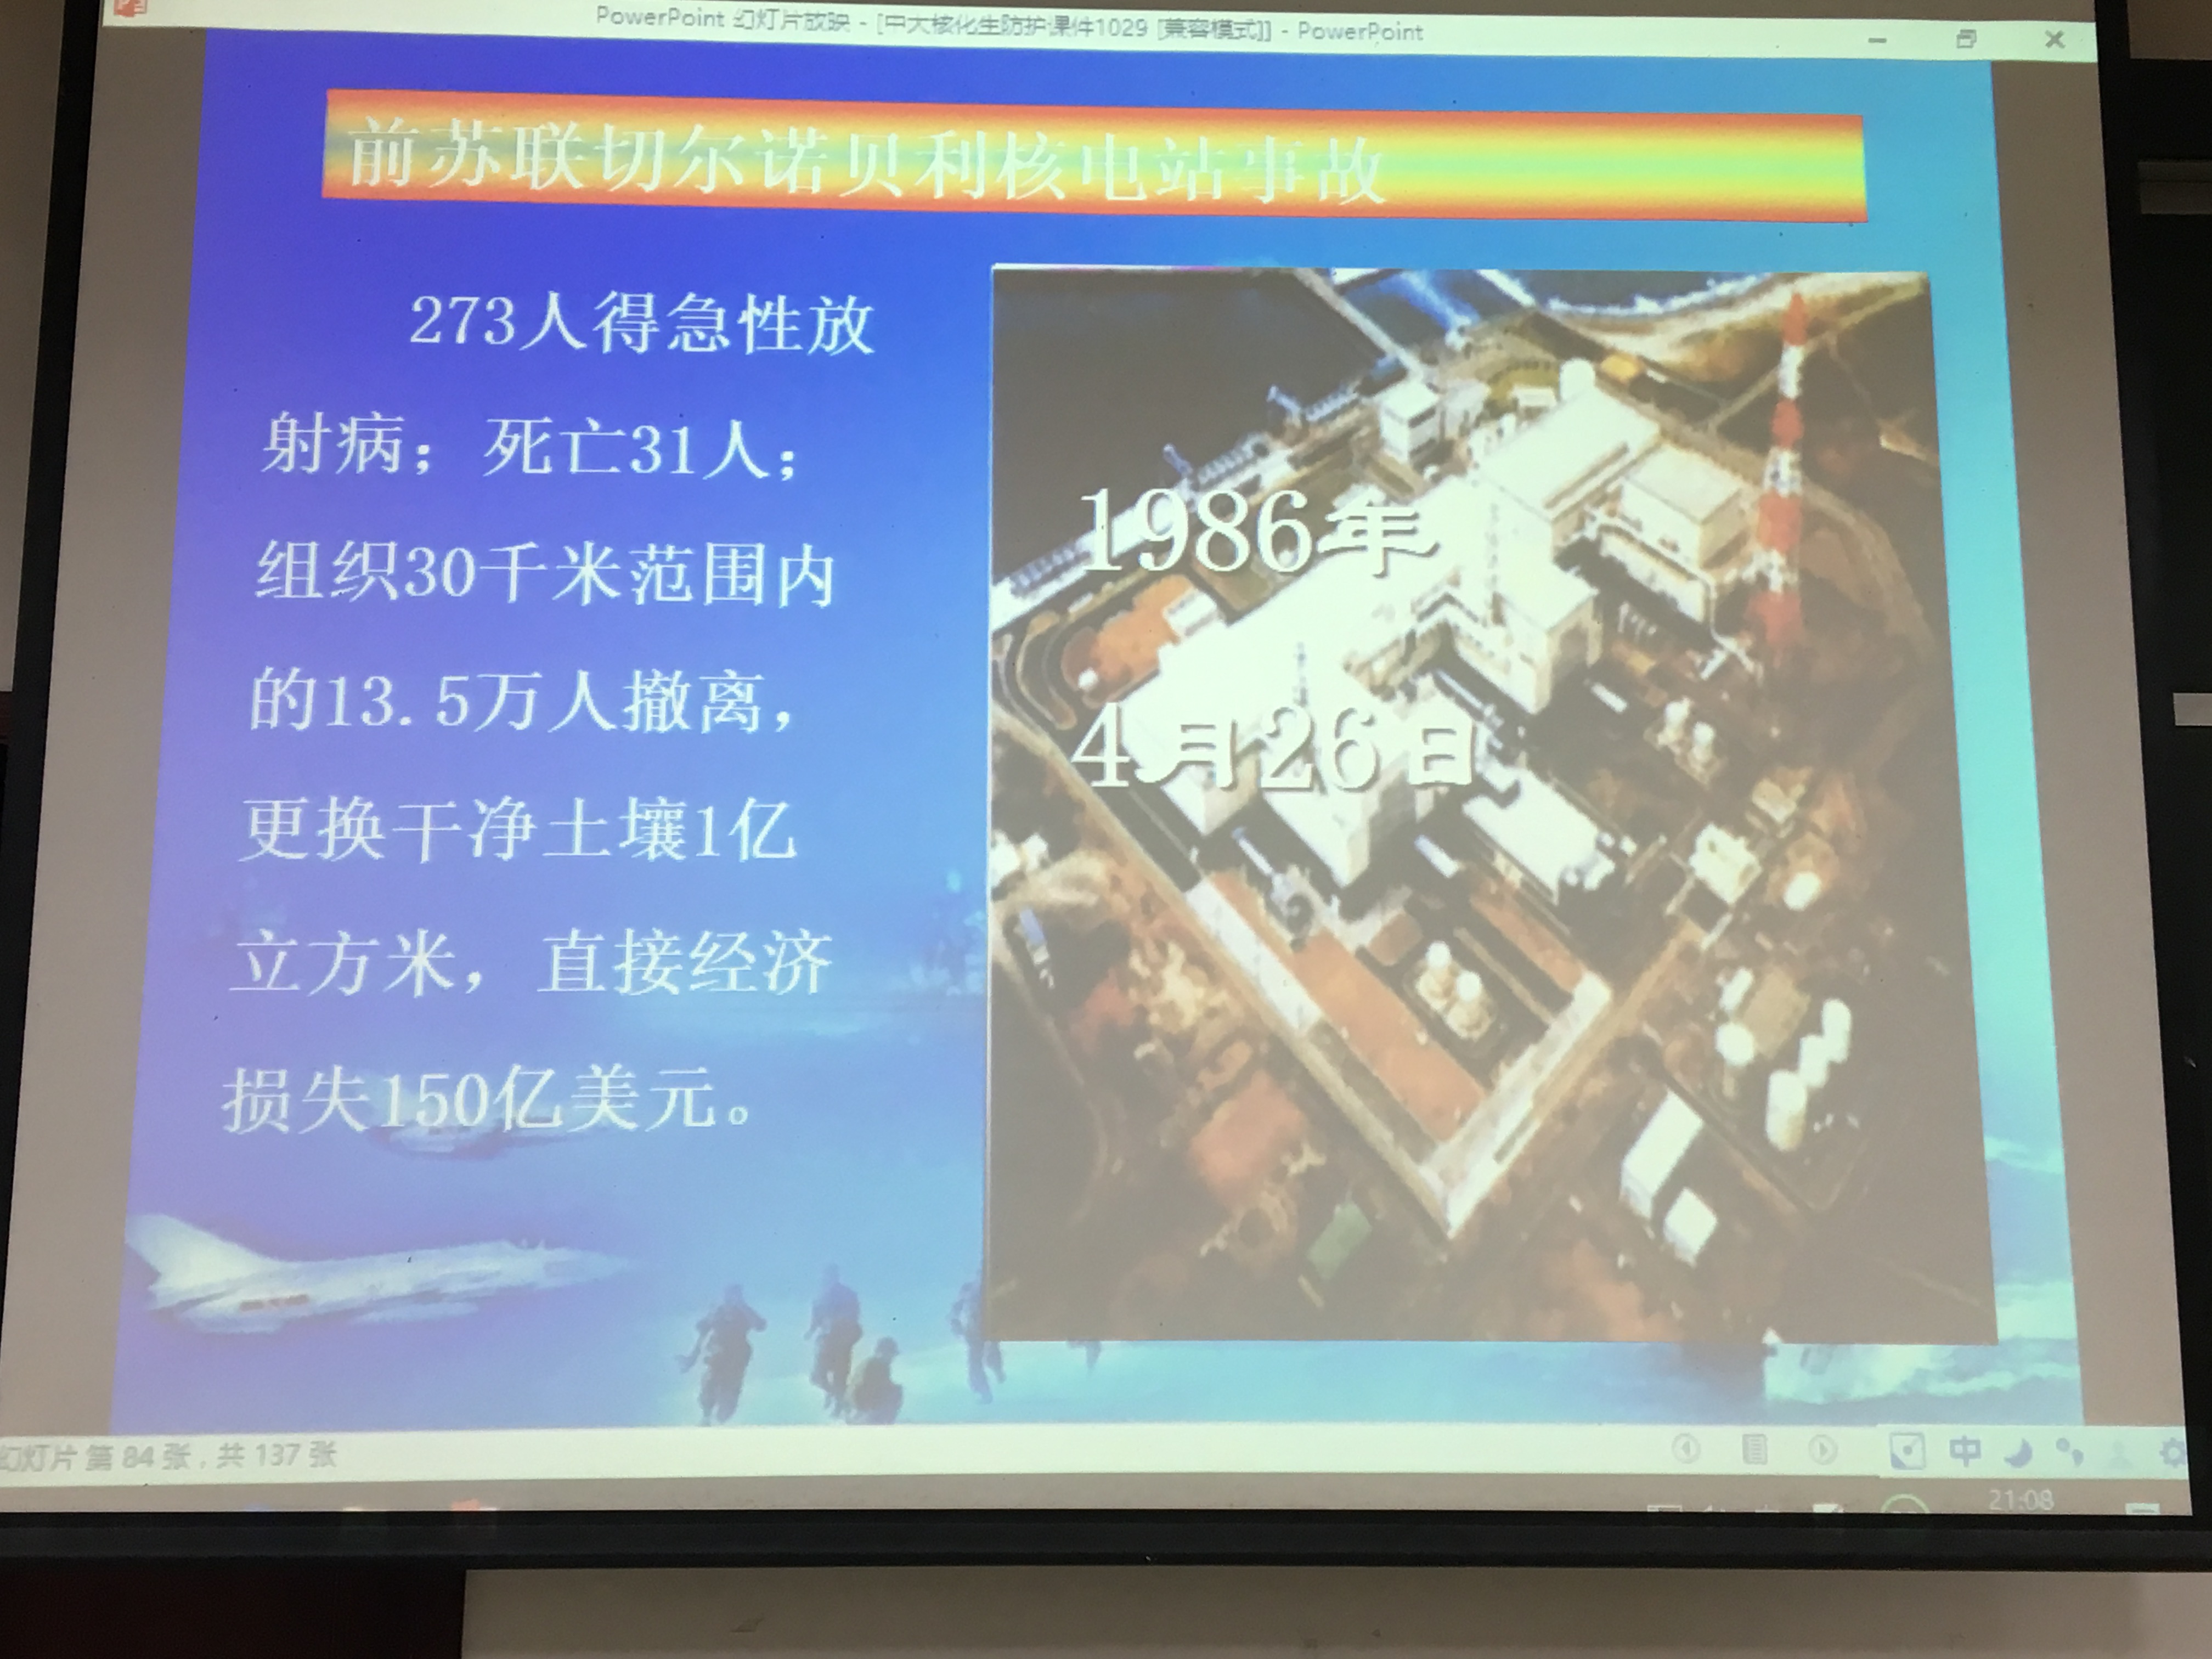 PowerPoint 幻灯片放映 - [中大核化生防护课件1029 [兼容模式]] - PowerPoint
前苏联切尔诺贝利核电站事故
273人得急性放
射病；死亡31人；
组织30千米范围内
的13.5万人撤离，
更换干净土壤1亿
立方米，直接经济
损失150亿美元。
1986年
4月26日
幻灯片 第 84 张，共 137 张
中
21:08